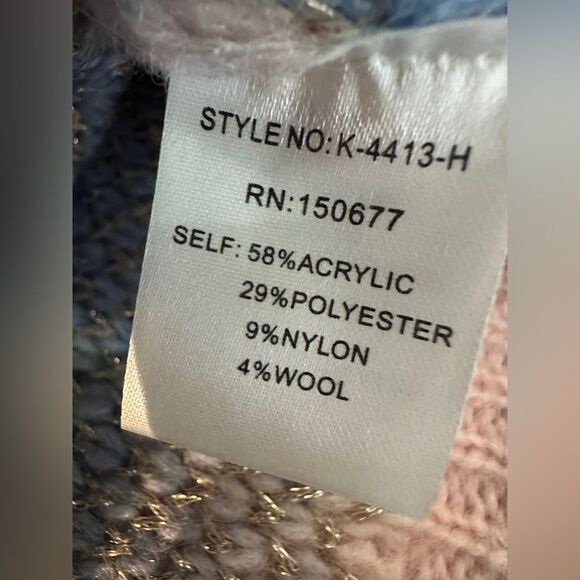 STYLE NO: K-4413-H
RN:150677
SELF: 58%ACRYLIC
29%POLYESTER
9%NYLON
4%WOOL